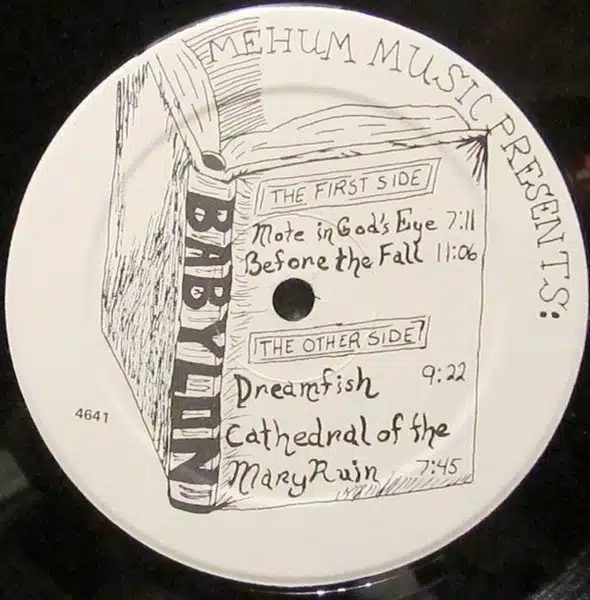 MEHUM MUSIC PRESENTS:
BABYLON
THE FIRST SIDE
Mote in God's Eye 7:11
Before the Fall 11:06
THE OTHER SIDE
Dreamfish 9:22
Cathedral of the
Mary Ruin 7:45
4641